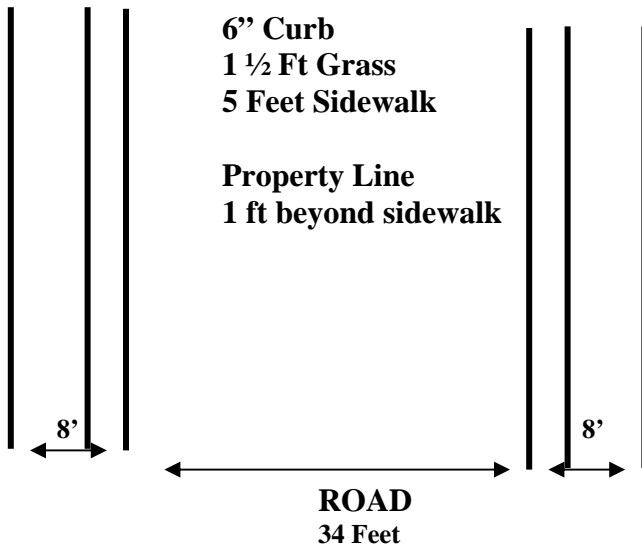 6” Curb
1 ½ Ft Grass
5 Feet Sidewalk
Property Line
1 ft beyond sidewalk
8’
8’
ROAD
34 Feet